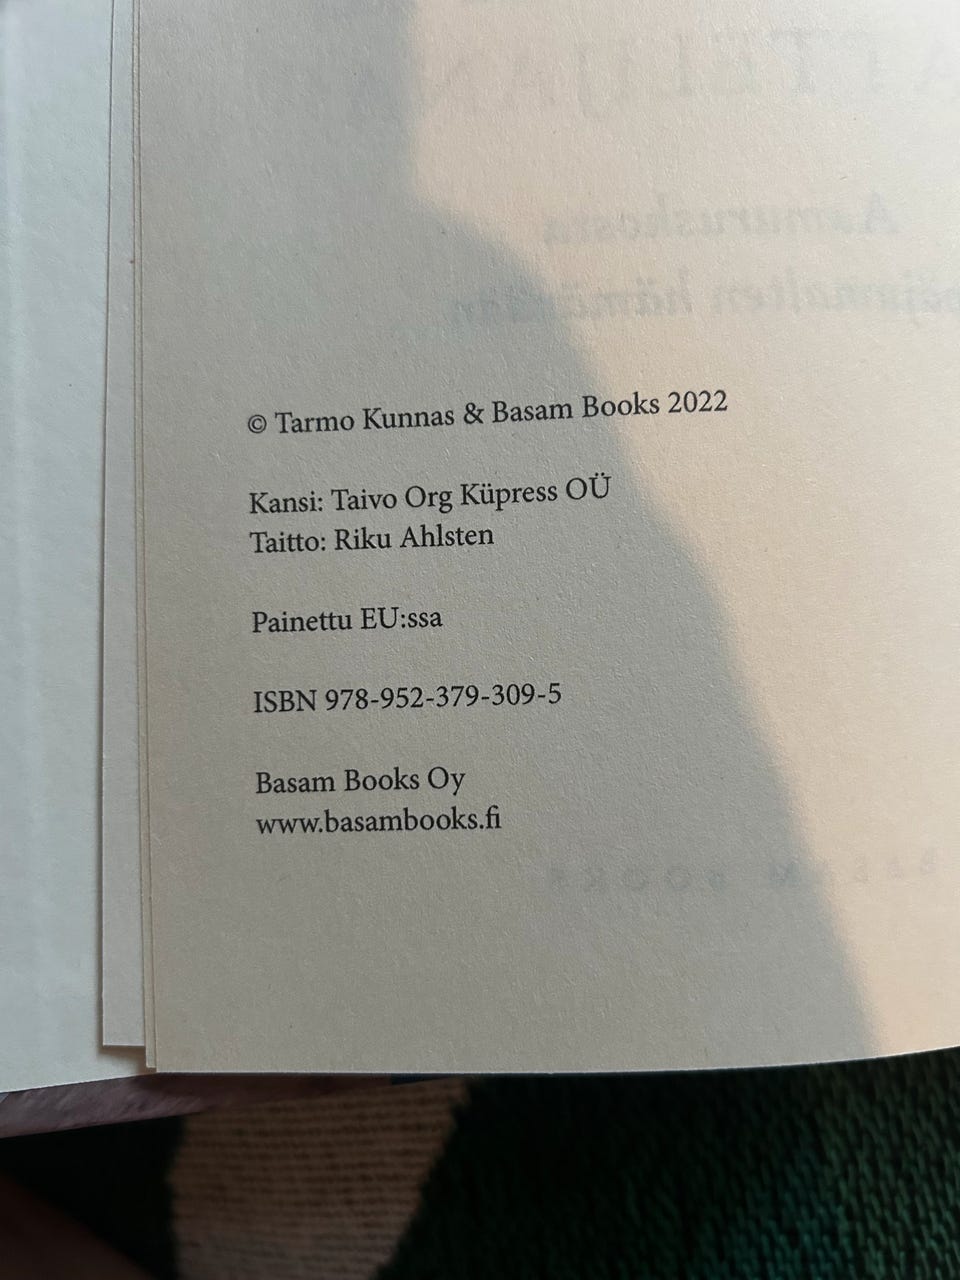 © Tarmo Kunnas & Basam Books 2022
Kansi: Taivo Org Küpress OÜ
Taitto: Riku Ahlsten
Painettu EU:ssa
ISBN 978-952-379-309-5
Basam Books Oy
www.basambooks.fi